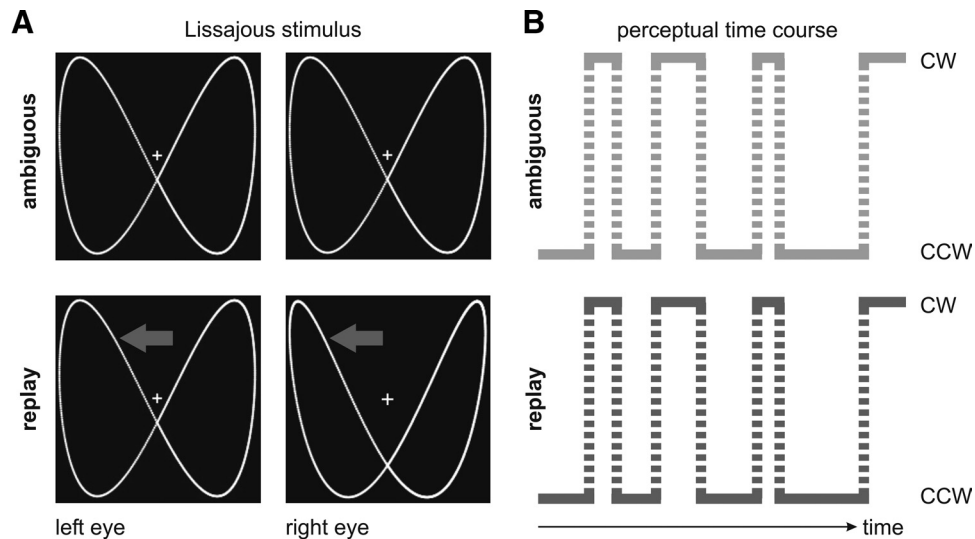 A
Lissajous stimulus
ambiguous
replay
left eye
right eye
B
perceptual time course
ambiguous
CW
CCW
replay
CW
CCW
time